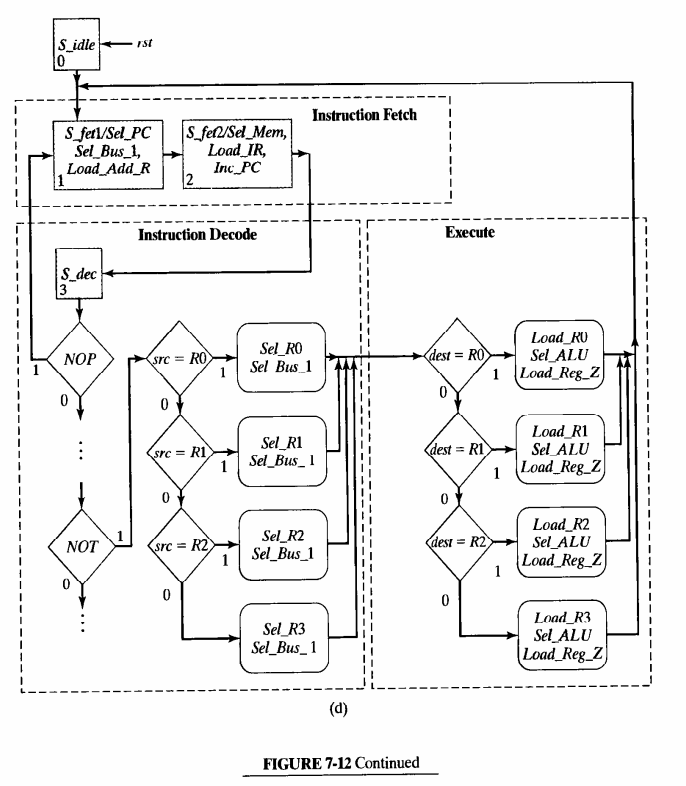 S_idle
0
rst
Instruction Fetch
S_fet1/Sel_PC
Sel_Bus_1,
Load_Add_R
1
S_fet2/Sel_Mem,
Load_IR,
Inc_PC
2
Instruction Decode
S_dec
3
NOP
1
0
NOT
1
0
src = R0
1
0
Sel_R0
Sel_Bus_1
src = R1
1
0
Sel_R1
Sel_Bus_1
src = R2
1
0
Sel_R2
Sel_Bus_1
Sel_R3
Sel_Bus_1
Execute
dest = R0
1
0
Load_R0
Sel_ALU
Load_Reg_Z
dest = R1
1
0
Load_R1
Sel_ALU
Load_Reg_Z
dest = R2
1
0
Load_R2
Sel_ALU
Load_Reg_Z
Load_R3
Sel_ALU
Load_Reg_Z
(d)
FIGURE 7-12 Continued